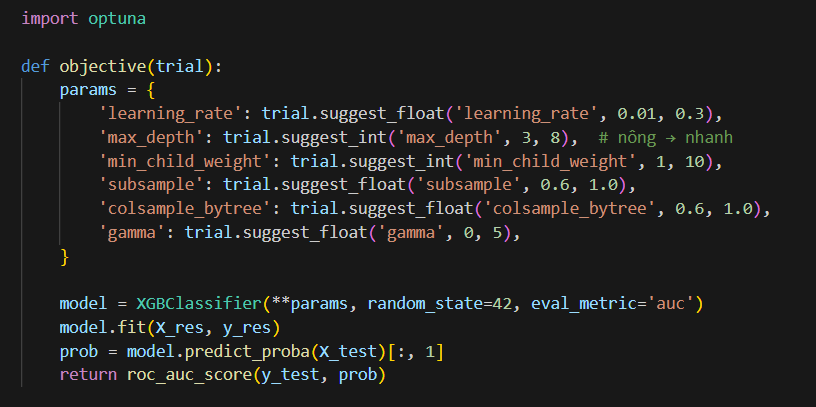 import optuna
def objective(trial):
    params = {
        'learning_rate': trial.suggest_float('learning_rate', 0.01, 0.3),
        'max_depth': trial.suggest_int('max_depth', 3, 8),  # nông → nhanh
        'min_child_weight': trial.suggest_int('min_child_weight', 1, 10),
        'subsample': trial.suggest_float('subsample', 0.6, 1.0),
        'colsample_bytree': trial.suggest_float('colsample_bytree', 0.6, 1.0),
        'gamma': trial.suggest_float('gamma', 0, 5),
    }
    model = XGBClassifier(**params, random_state=42, eval_metric='auc')
    model.fit(X_res, y_res)
    prob = model.predict_proba(X_test)[:, 1]
    return roc_auc_score(y_test, prob)